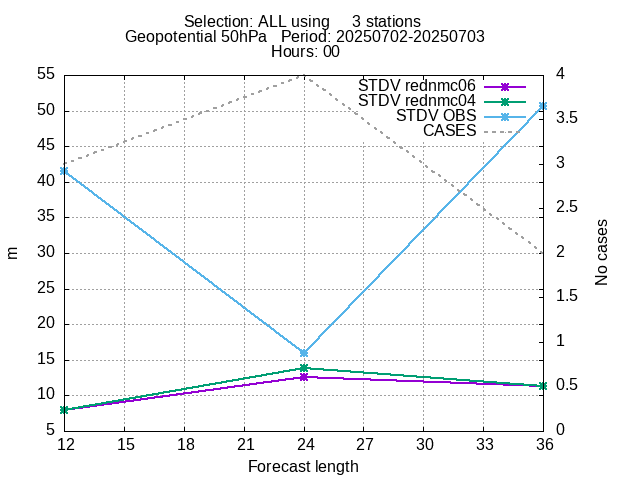 Selection: ALL using 3 stations
Geopotential 50hPa Period: 20250702-20250703
Hours: 00
STDV rednmc06
STDV rednmc04
STDV OBS
CASES
55
50
45
40
35
30
25
20
15
10
5
m
4
3.5
3
2.5
2
1.5
1
0.5
0
No cases
12 15 18 21 24 27 30 33 36
Forecast length